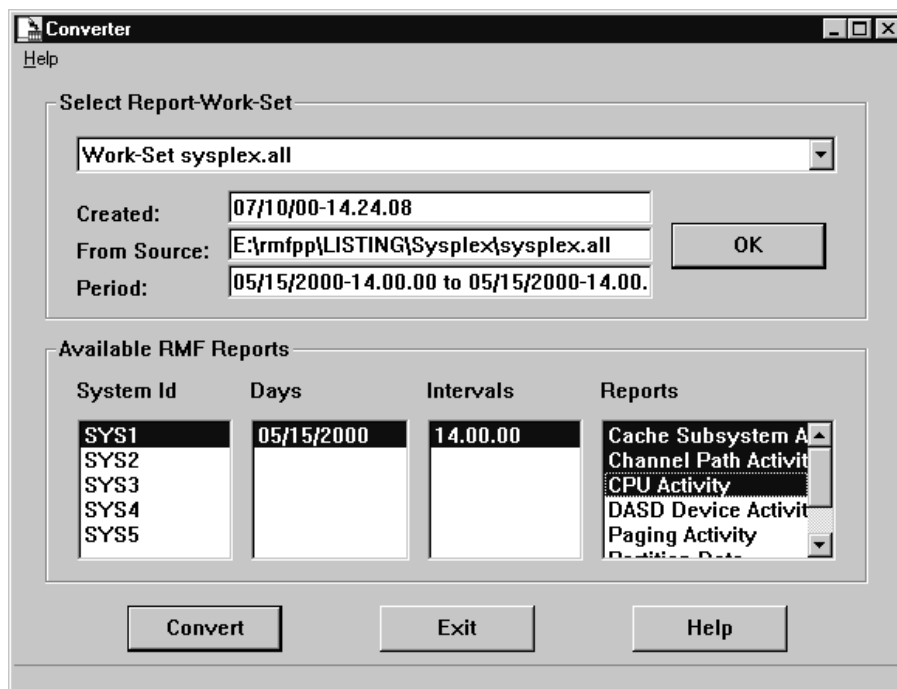 Converter
Help
Select Report-Work-Set
Work-Set sysplex.all
Created: 07/10/00-14.24.08
From Source: E:\rmfpp\LISTING\Sysplex\sysplex.all
OK
Period: 05/15/2000-14.00.00 to 05/15/2000-14.00.
Available RMF Reports
System Id Days Intervals Reports
SYS1 05/15/2000 14.00.00 Cache Subsystem A
SYS2 Channel Path Activit
SYS3 CPU Activity
SYS4 DASD Device Activit
SYS5 Paging Activity
Partition Data
Convert Exit Help